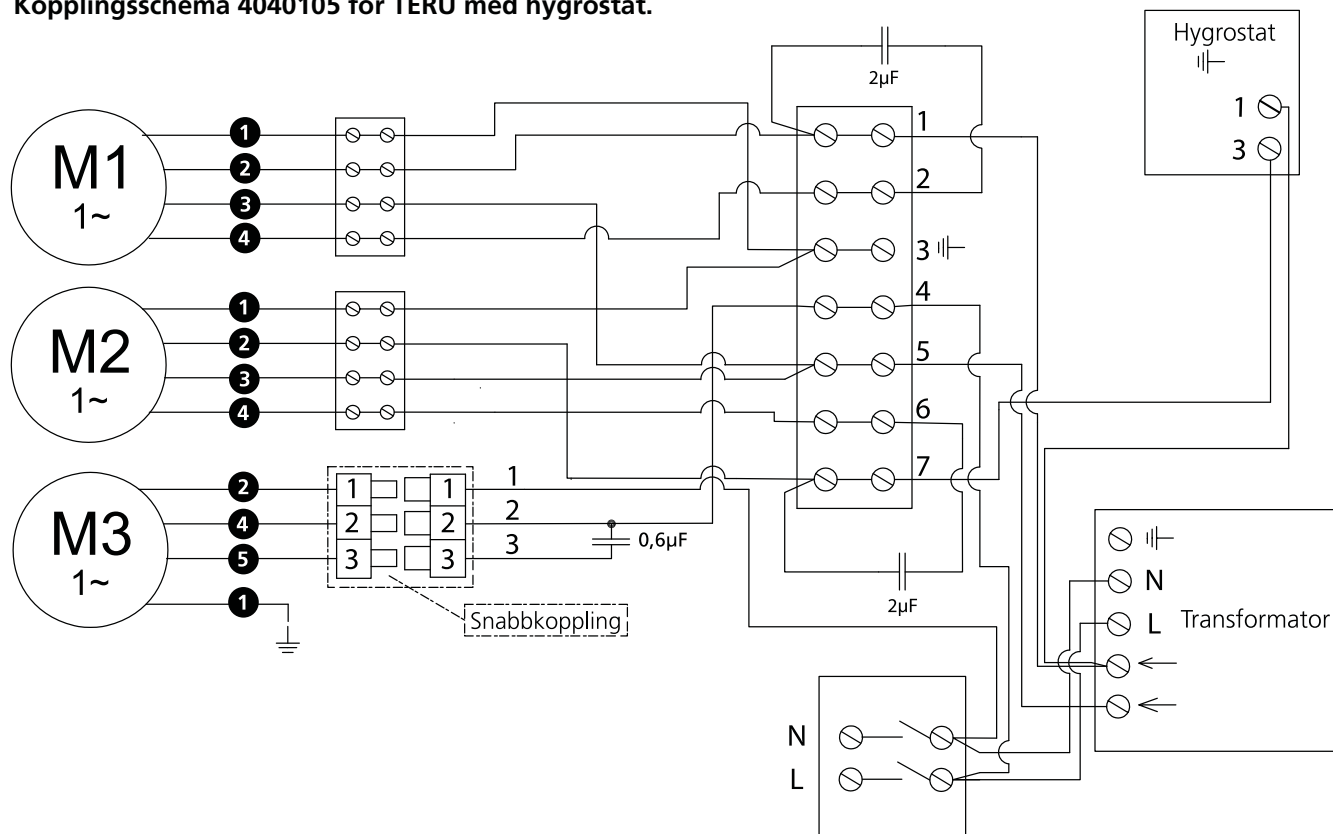 Kopplingsschema 4040105 för TERU med hygrostat.
Hygrostat
1
3
2µF
M1
1~
1
2
3
4
1
2
3
4
5
6
7
M2
1~
1
2
3
4
M3
1~
2
4
5
1
1 1 1
2 2 2
3 3 3
0,6µF
Snabbkoppling
2µF
N
L Transformator
N
L